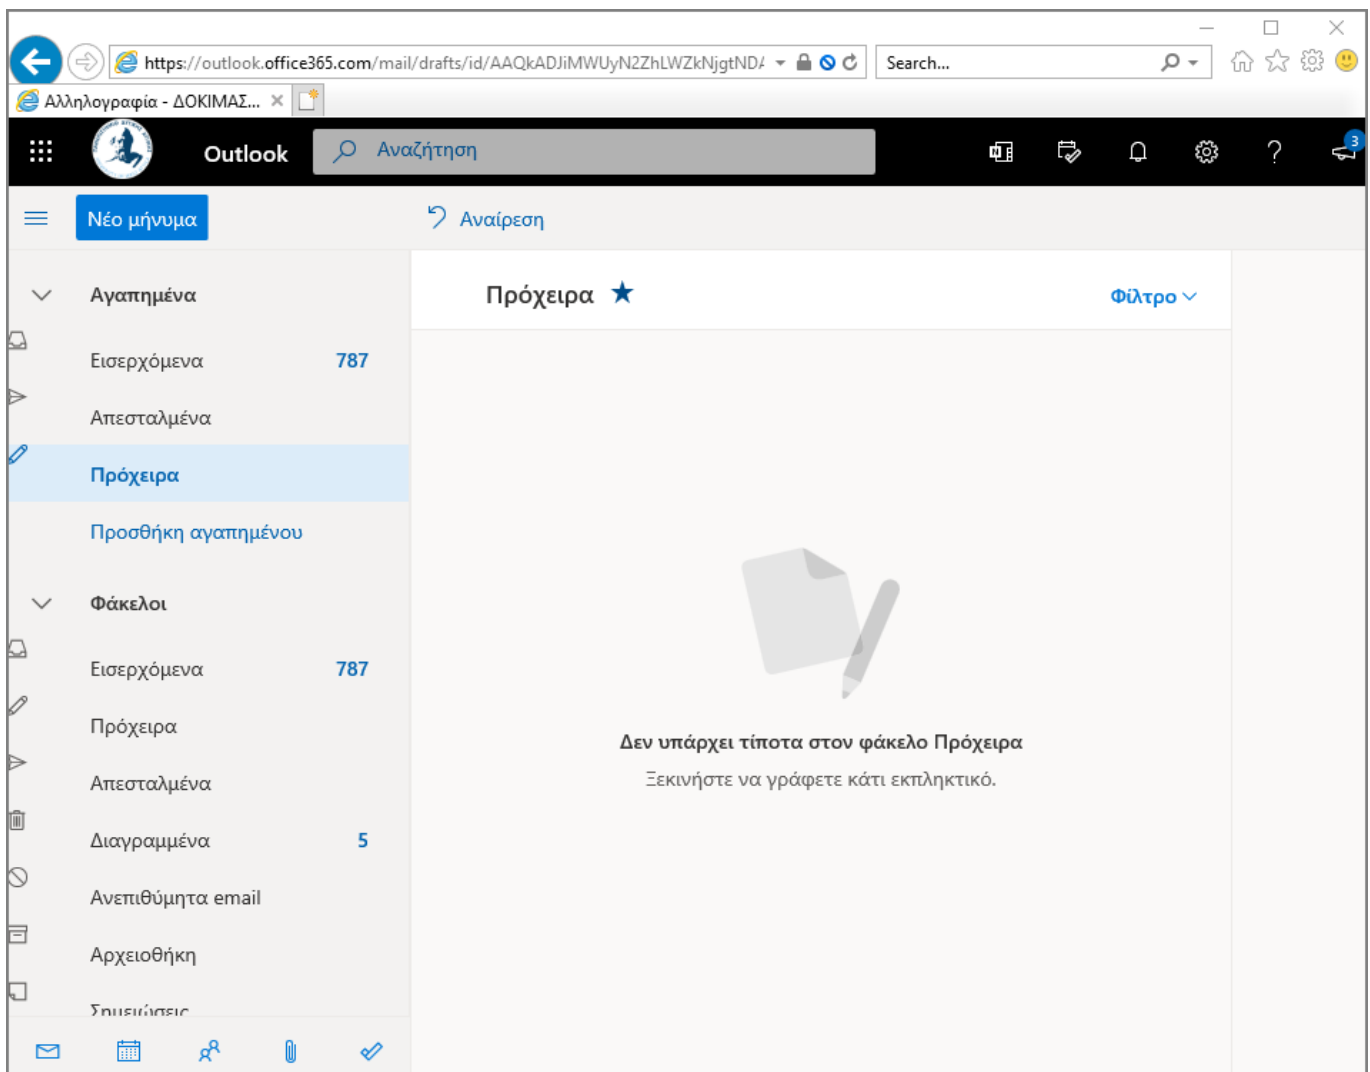 https://outlook.office365.com/mail/drafts/id/AAQkADJiMWUyN2ZhLWZkNjgtNDA
Search...
Αλληλογραφία - ΔΟΚΙΜΑΣ...
Outlook
Αναζήτηση
3
Νέο μήνυμα
Αναίρεση
Αγαπημένα
Πρόχειρα
Φίλτρο
Εισερχόμενα 787
Απεσταλμένα
Πρόχειρα
Προσθήκη αγαπημένου
Φάκελοι
Εισερχόμενα 787
Πρόχειρα
Απεσταλμένα
Διαγραμμένα 5
Ανεπιθύμητα email
Αρχειοθήκη
Σημειώσεις
Δεν υπάρχει τίποτα στον φάκελο Πρόχειρα
Ξεκινήστε να γράφετε κάτι εκπληκτικό.